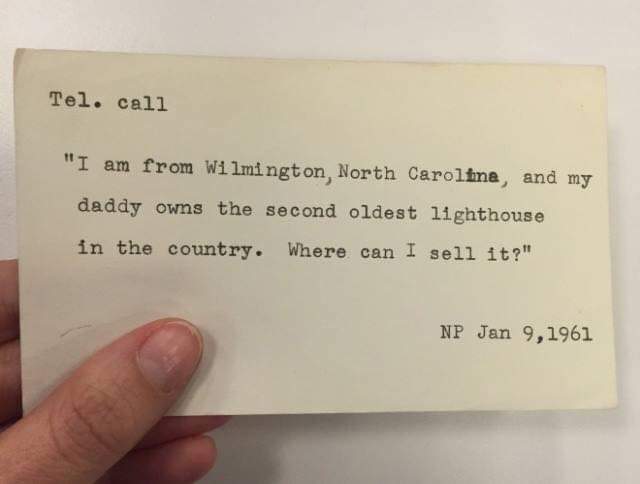 Tel. call
"I am from Wilmington, North Carolina, and my
daddy owns the second oldest lighthouse
in the country. Where can I sell it?"
NP Jan 9,1961